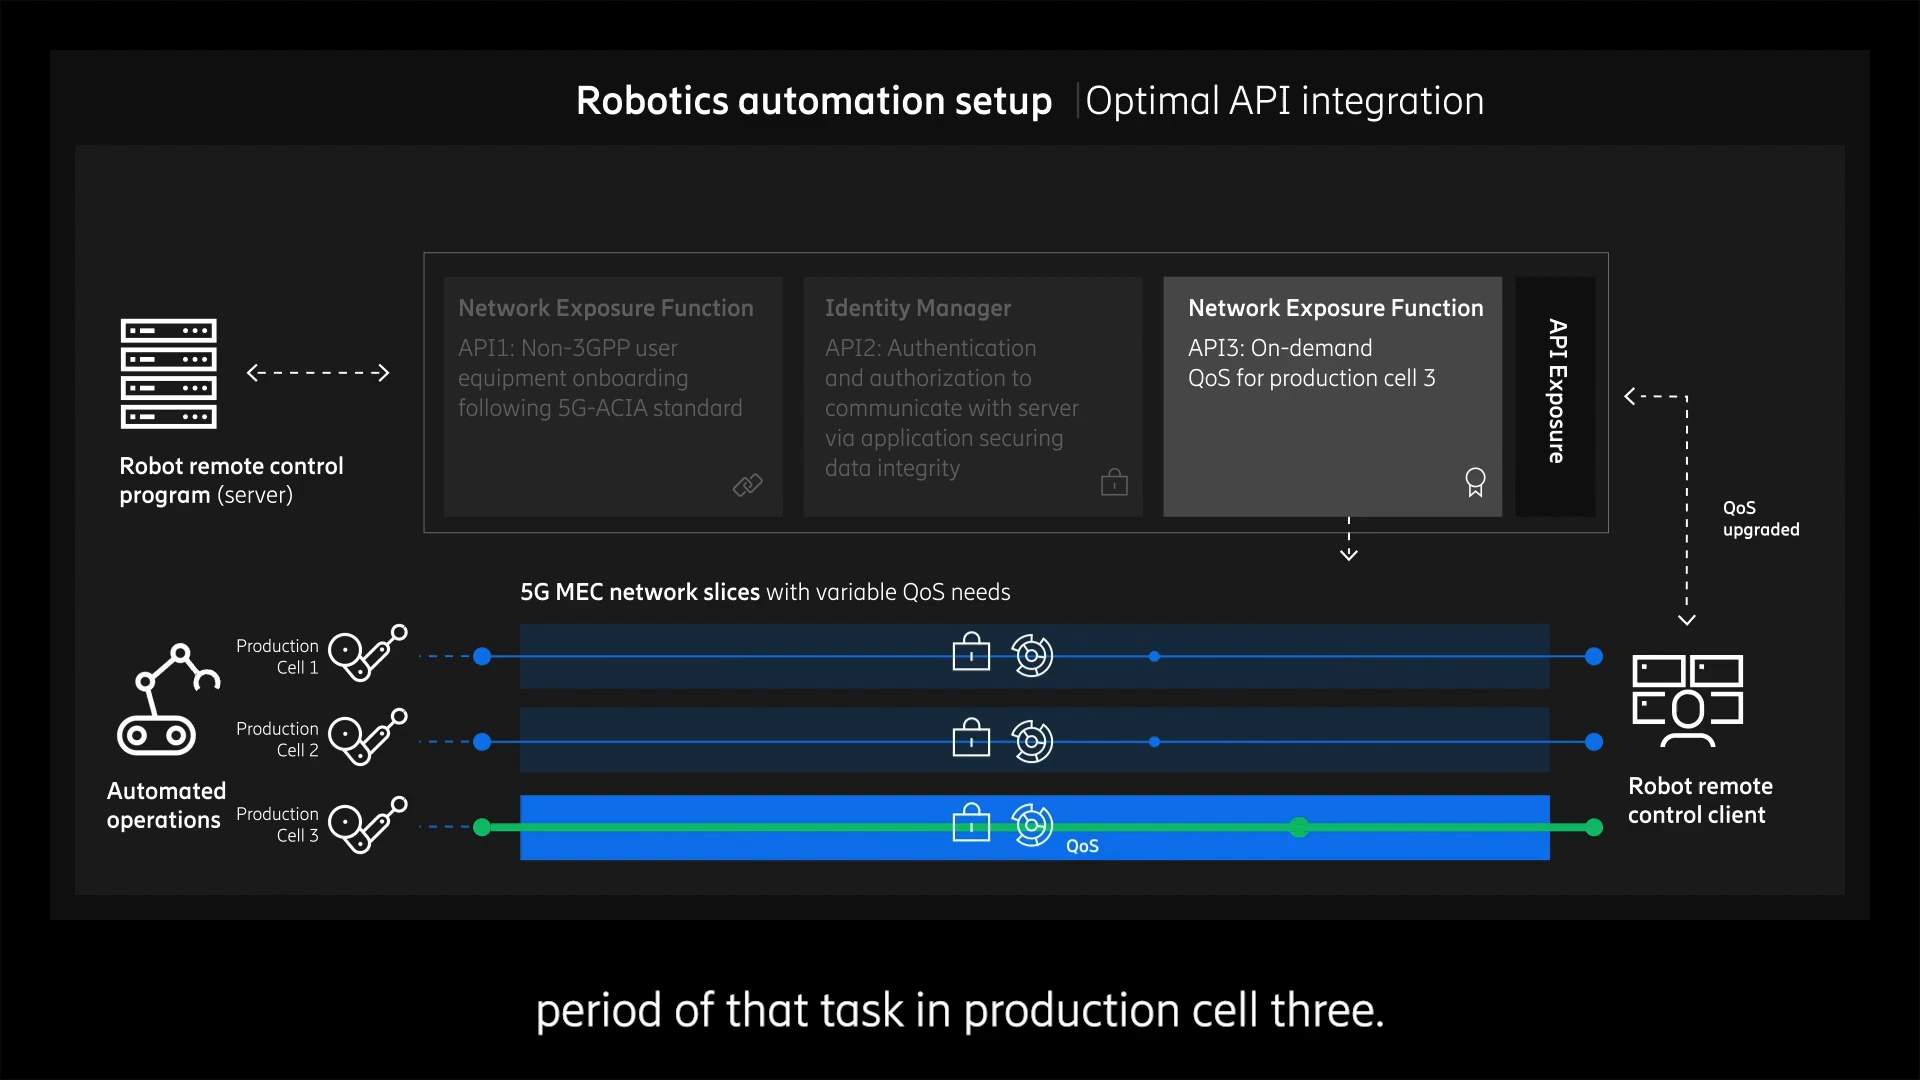 Robotics automation setup | Optimal API integration
Network Exposure Function
API1: Non-3GPP user
equipment onboarding
following 5G-ACIA standard
Identity Manager
API2: Authentication
and authorization to
communicate with server
via application securing
data integrity
Network Exposure Function
API3: On-demand
QoS for production cell 3
API Exposure
Robot remote control
program (server)
QoS
upgraded
5G MEC network slices with variable QoS needs
Production
Cell 1
Production
Cell 2
Production
Cell 3
Automated
operations
QoS
Robot remote
control client
period of that task in production cell three.